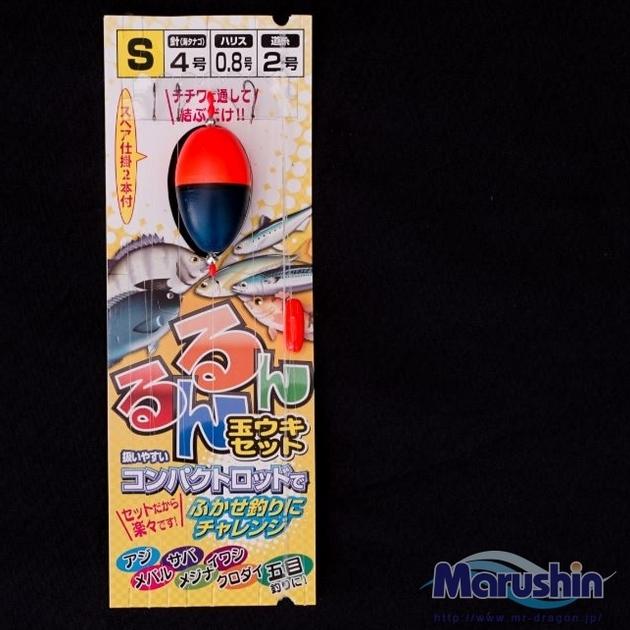 S
針(海タナゴ) ハリス 道糸
4号 0.8号 2号
チチワを通して
結ぶだけ!!
スペア仕掛2本付
るんるん
玉ウキ
セット
扱いやすい
コンパクトロッドで
セットだから
楽々です!
ふかせ釣りに
チャレンジ
アジ サバ イワシ
メバル メジナ クロダイ 五目
釣りに!
Marushin
http://www.mr-dragon.jp/